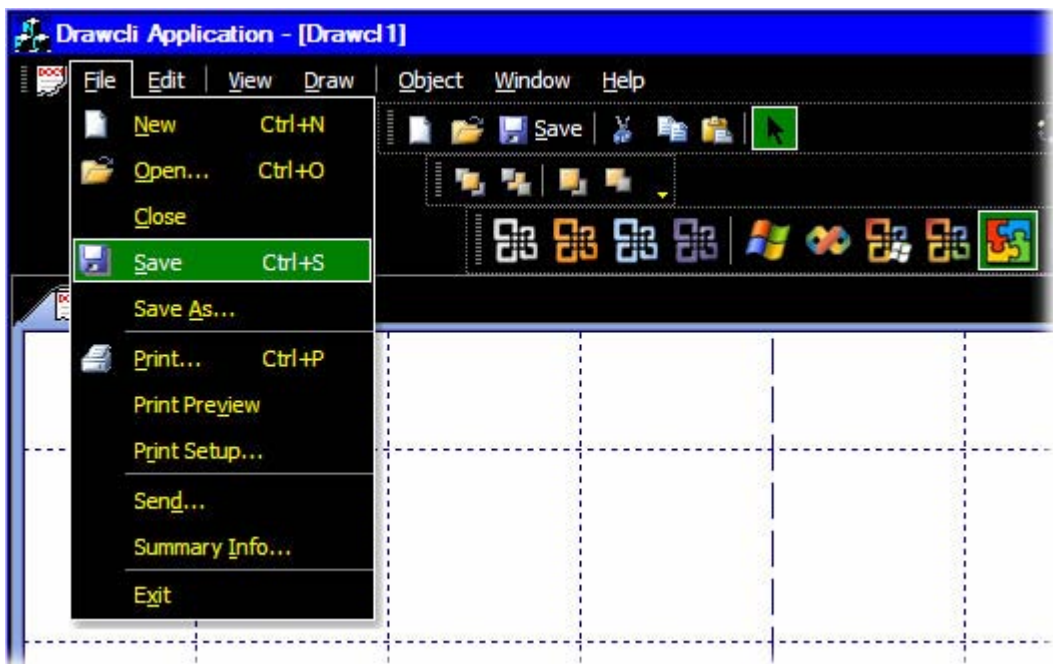 Drawcli Application - [Drawcl1]
File Edit View Draw Object Window Help
Save
New Ctrl+N
Open... Ctrl+O
Close
Save Ctrl+S
Save As...
Print... Ctrl+P
Print Preview
Print Setup...
Send...
Summary Info...
Exit